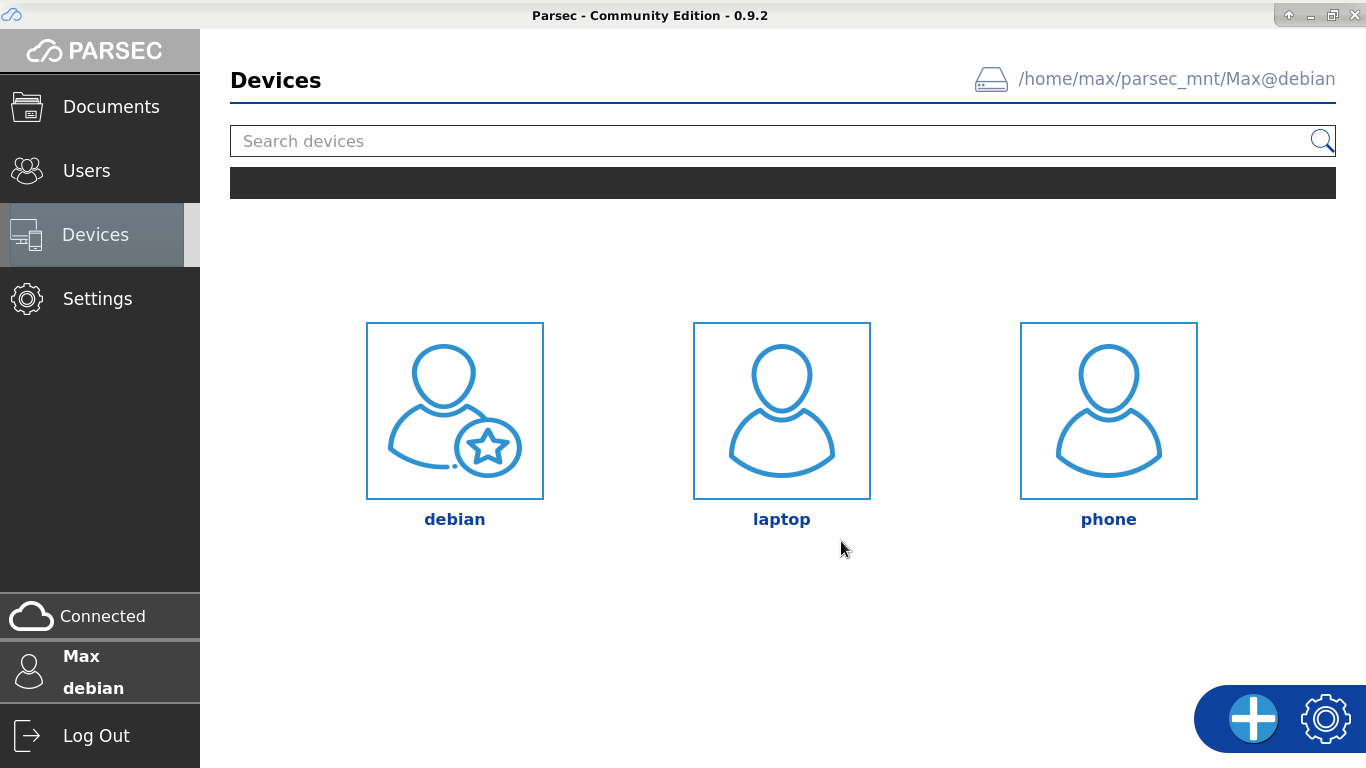 Parsec - Community Edition - 0.9.2
PARSEC
Documents
Users
Devices
Settings
Connected
Max
debian
Log Out
Devices
/home/max/parsec_mnt/Max@debian
Search devices
debian
laptop
phone